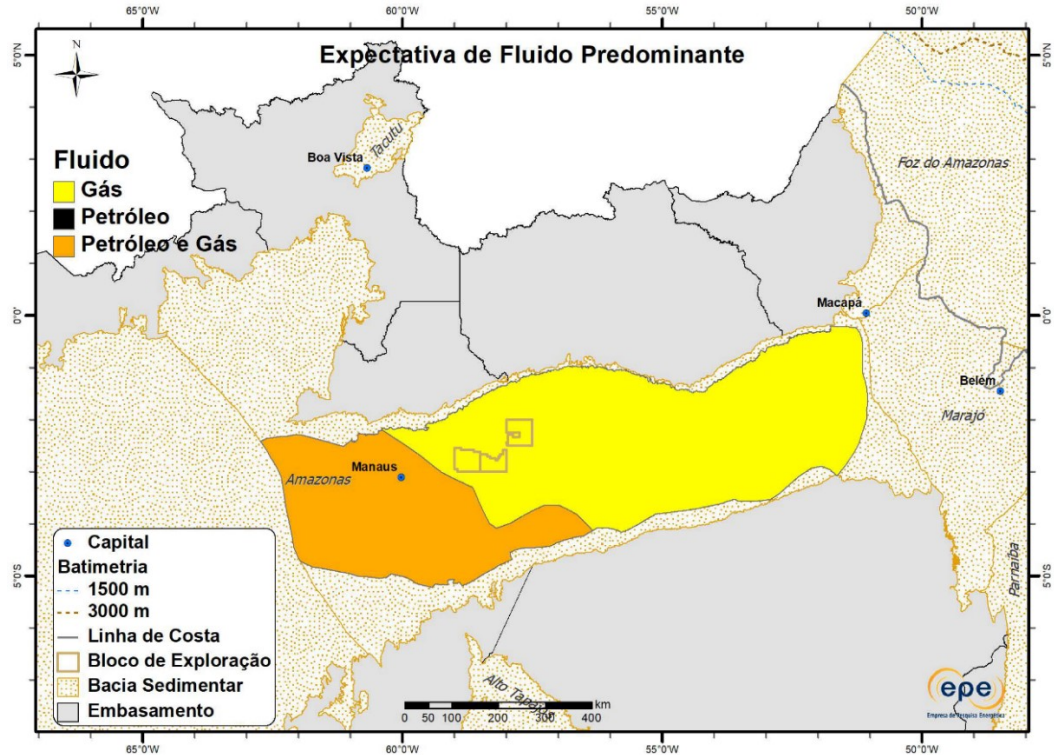 65°0'W 60°0'W 55°0'W 50°0'W
Expectativa de Fluido Predominante
N
5°0'N 5°0'N
Fluido
Gás
Petróleo
Petróleo e Gás
Boa Vista
Tacutu
Foz do Amazonas
Macapá
0°0' 0°0'
Belém
Marajó
Manaus
Amazonas
Capital
Batimetria
1500 m
3000 m
Linha de Costa
Bloco de Exploração
Bacia Sedimentar
Embasamento
5°0'S 5°0'S
Parnaíba
Alto Tapajós
km
0 50 100 200 300 400
epe
Empresa de Pesquisa Energética
65°0'W 60°0'W 55°0'W 50°0'W